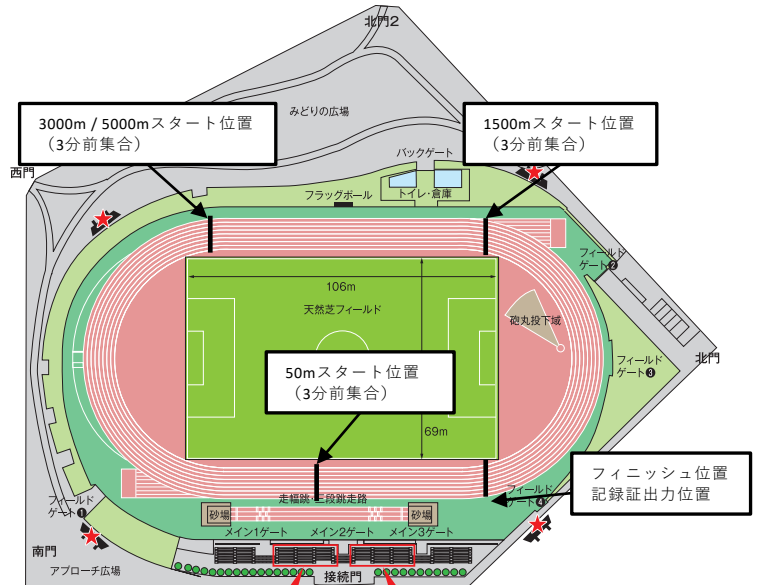 北門2
みどりの広場
3000m / 5000mスタート位置
（3分前集合）
1500mスタート位置
（3分前集合）
西門
バックゲート
フラッグポール
トイレ・倉庫
フィールド
ゲート❷
106m
天然芝フィールド
砲丸投下域
北門
フィールド
ゲート❸
50mスタート位置
（3分前集合）
69m
フィニッシュ位置
記録証出力位置
走幅跳・三段跳走路
フィールド
ゲート❶
砂場
砂場
フィールド
ゲート❹
メイン1ゲート
メイン2ゲート
メイン3ゲート
南門
アプローチ広場
接続門